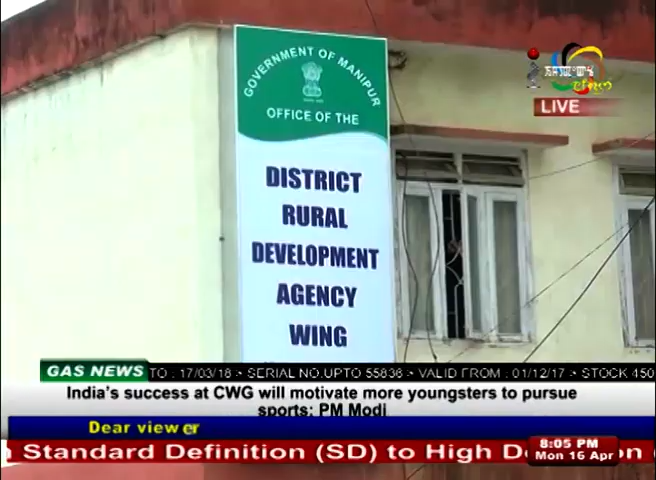 GOVERNMENT OF MANIPUR
OFFICE OF THE
DISTRICT
RURAL
DEVELOPMENT
AGENCY
WING
LIVE
GAS NEWS
TO : 17/03/18 > SERIAL NO.UPTO 55836 > VALID FROM : 01/12/17 > STOCK 450
India's success at CWG will motivate more youngsters to pursue
sports: PM Modi
Dear viewer
Standard Definition (SD) to High
8:05 PM
Mon 16 Apr